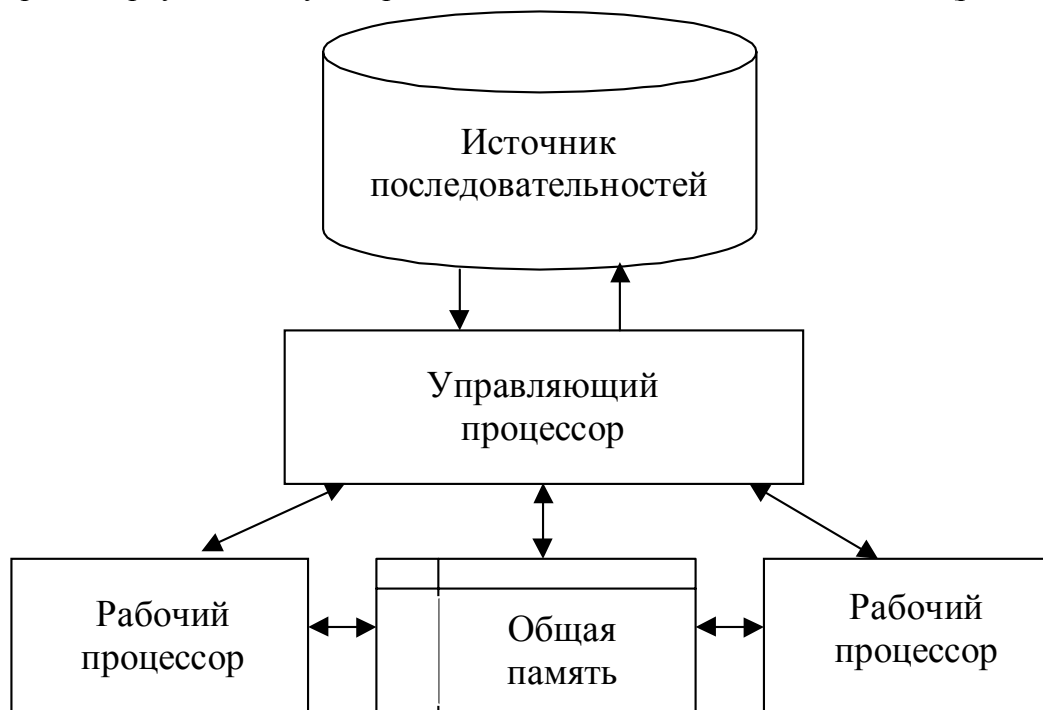 Источник
последовательностей
Управляющий
процессор
Рабочий
процессор
Общая
память
Рабочий
процессор